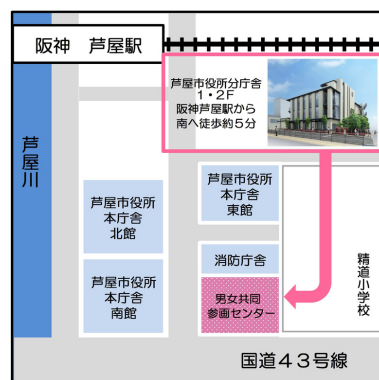 阪神　芦屋駅
芦屋市役所分庁舎
１・２F
阪神芦屋駅から
南へ徒歩約５分
芦屋川
芦屋市役所
本庁舎
北館
芦屋市役所
本庁舎
東館
芦屋市役所
本庁舎
南館
消防庁舎
男女共同
参画センター
精道小学校
国道４３号線